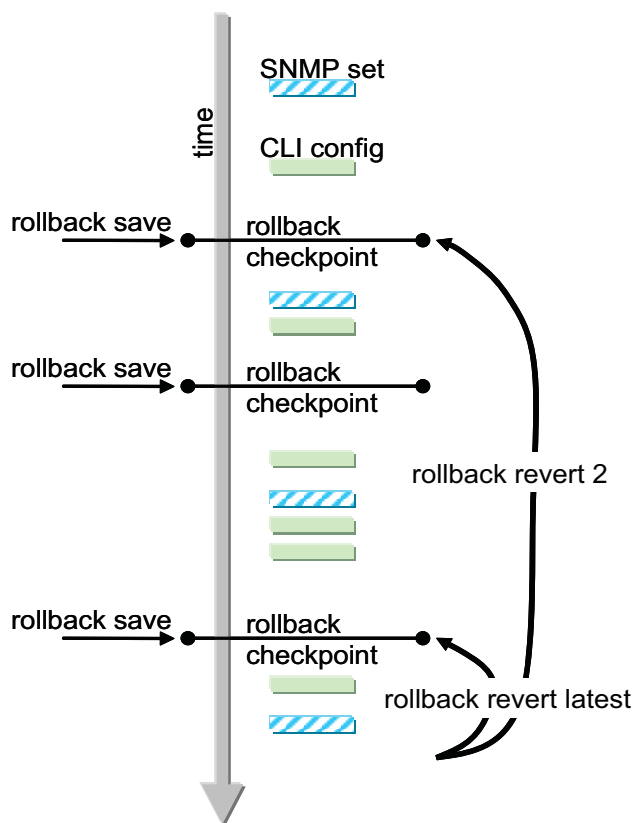 SNMP set
time
CLI config
rollback save
rollback
checkpoint
rollback save
rollback
checkpoint
rollback revert 2
rollback save
rollback
checkpoint
rollback revert latest